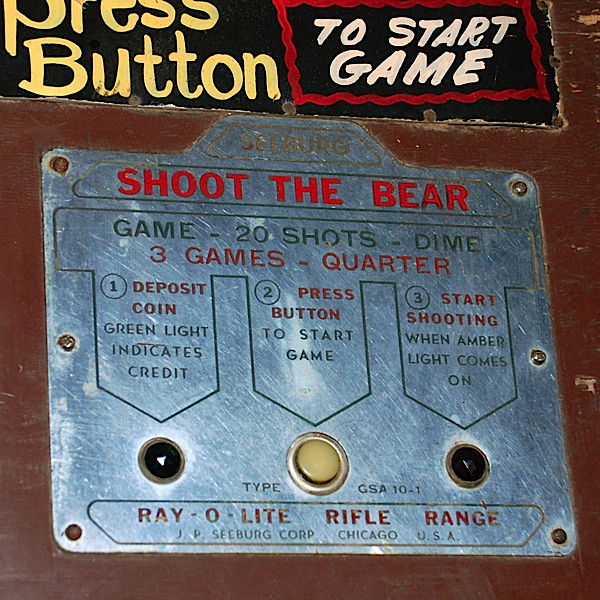 press
Button
TO START
GAME
SEEBURG
SHOOT THE BEAR
GAME - 20 SHOTS - DIME
3 GAMES - QUARTER
1 DEPOSIT
COIN
GREEN LIGHT
INDICATES
CREDIT
2 PRESS
BUTTON
TO START
GAME
3 START
SHOOTING
WHEN AMBER
LIGHT COMES
ON
TYPE GSA 10-1
RAY-O-LITE RIFLE RANGE
J. P. SEEBURG CORP. CHICAGO U.S.A.